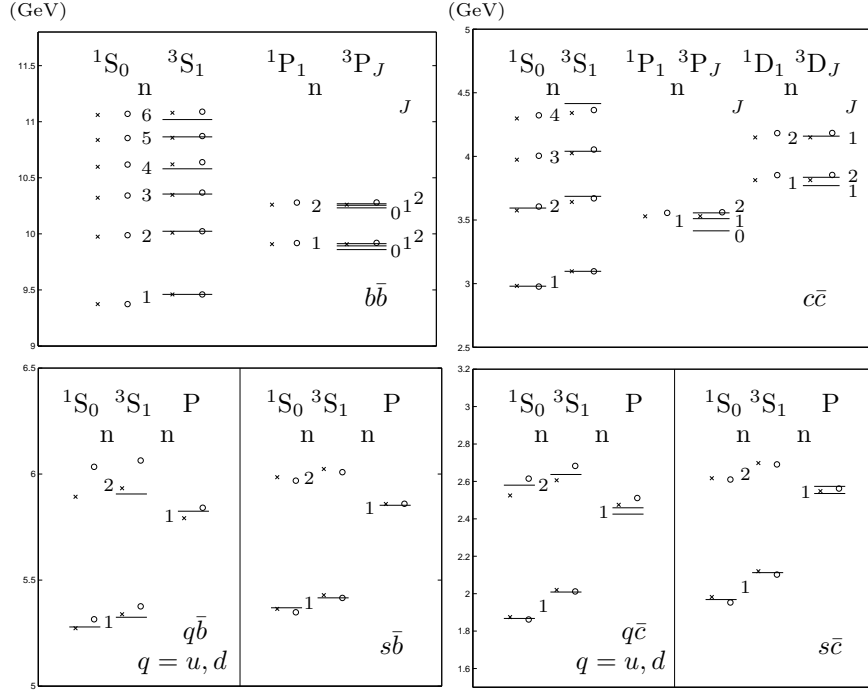 (GeV)
¹S₀ ³S₁ ¹P₁ ³P_J
n n
J
11.5
11
10.5
10
9.5
9
6
5
4
3
2
1
2 0 1 2
1 0 1 2
bb̄
(GeV)
¹S₀ ³S₁ ¹P₁ ³P_J ¹D₁ ³D_J
n n n
J J
5
4.5
4
3.5
3
2.5
4
3
2
1
1 2
1
0
2 1
1 2
1
cc̄
¹S₀ ³S₁ P
n n
6.5
6
5.5
5
2
1
1
qb̄
q = u, d
¹S₀ ³S₁ P
n n
2
1
1
sb̄
¹S₀ ³S₁ P
n n
3.2
3
2.8
2.6
2.4
2.2
2
1.8
1.6
2
1
1
qc̄
q = u, d
¹S₀ ³S₁ P
n n
2
1
1
sc̄